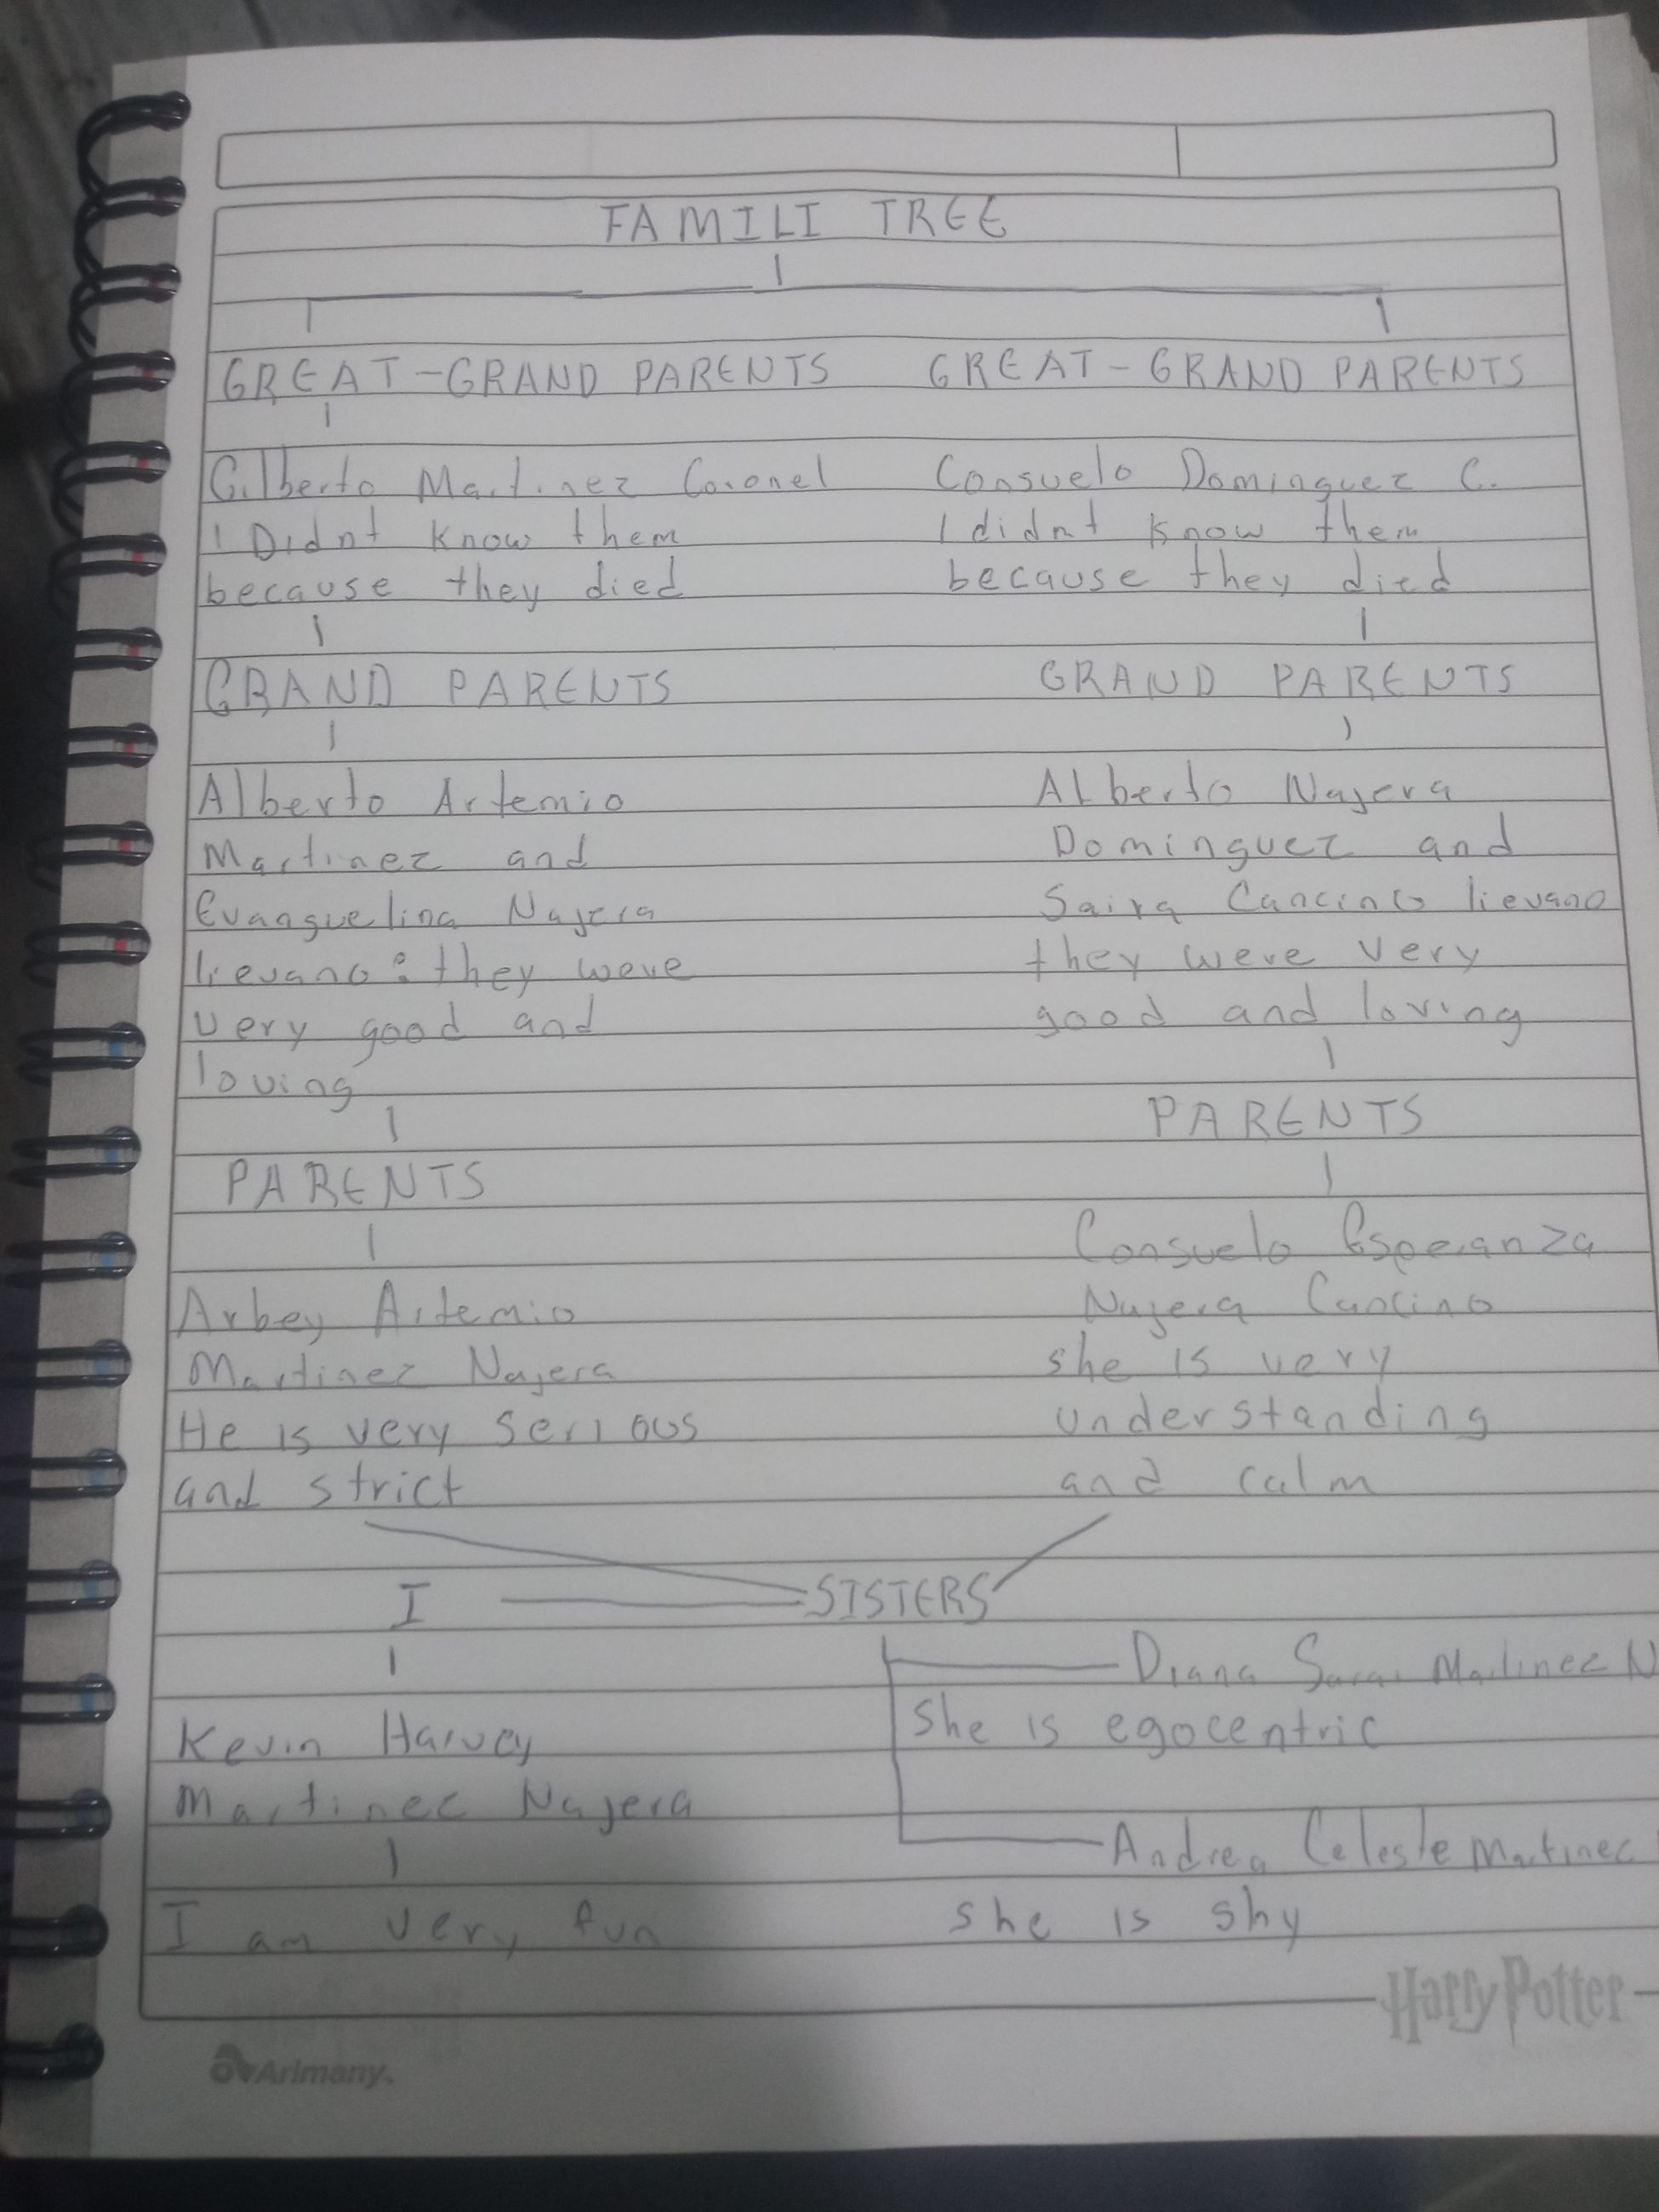 FAMILI TREE
GREAT-GRAND PARENTS
Gilberto Martinez Coronel
I Didnt know them
because they died
GRAND PARENTS
Alberto Artemio
Martinez and
Evanguelina Najera
lievano: they were
very good and
loving
PARENTS
Arbey Artemio
Martinez Najera
He is very serious
and strict
GREAT-GRAND PARENTS
Consuelo Dominguez C.
I didnt know them
because they died
GRAND PARENTS
Alberto Najera
Dominguez and
Saira Cancino lievano
they were very
good and loving
PARENTS
Consuelo Esperanza
Najera Cancino
she is very
understanding
and calm
I
Kevin Harvey
Martinez Najera
I am very fun
SISTERS
Diana Sarai Martinez N
She is egocentric
Andrea Celeste Martinez
she is shy
Harry Potter
Arimany.